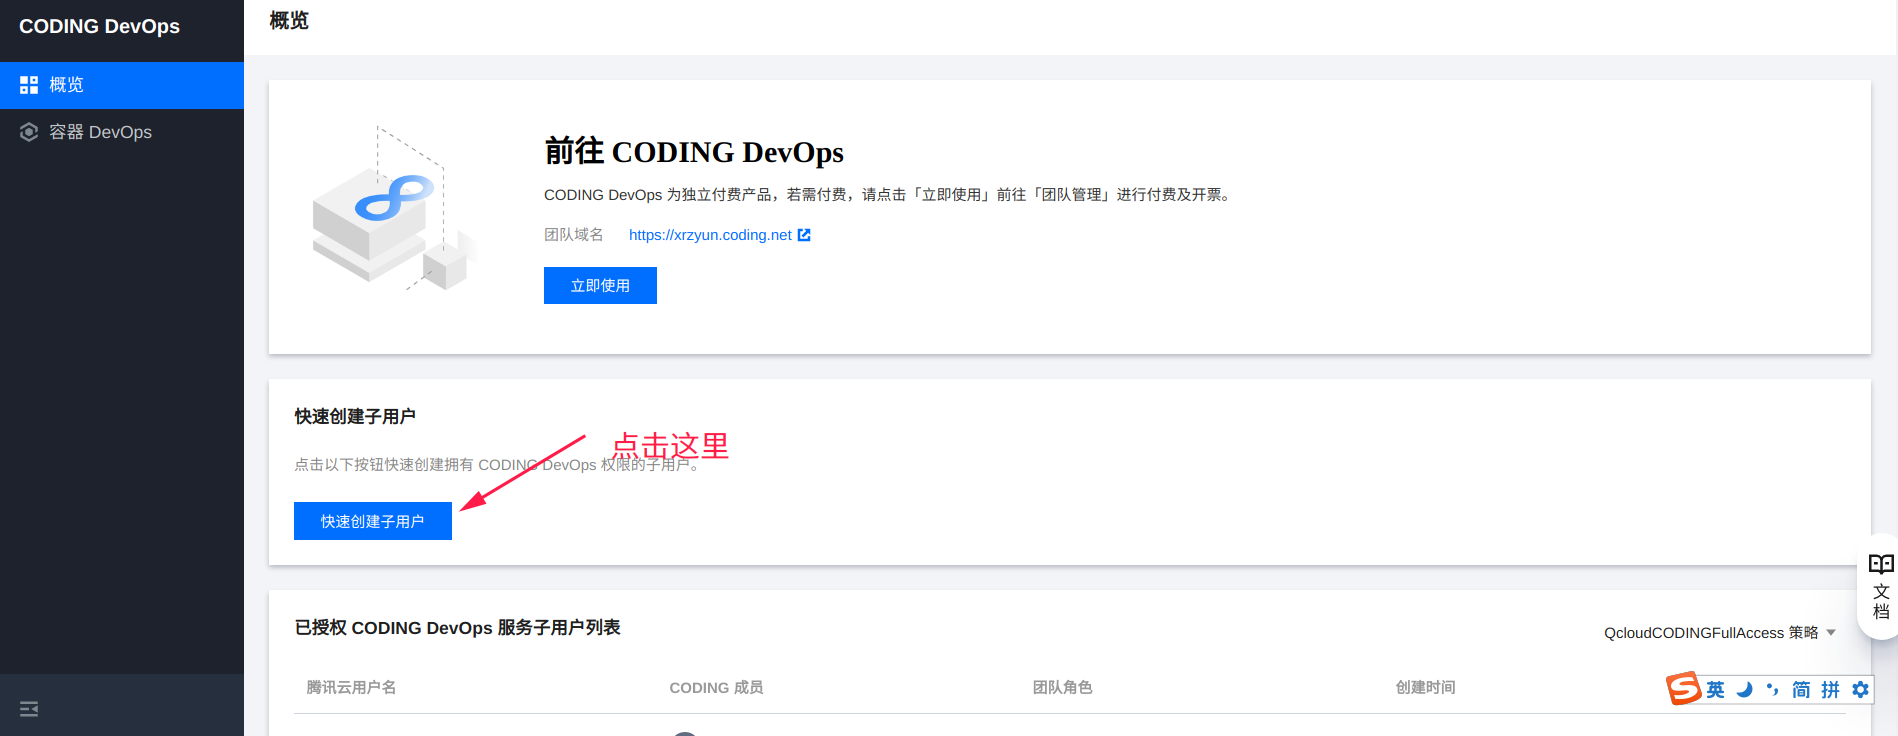 CODING DevOps
概览
容器 DevOps
概览
前往 CODING DevOps
CODING DevOps 为独立付费产品，若需付费，请点击「立即使用」前往「团队管理」进行付费及开票。
团队域名 https://xrzyun.coding.net
立即使用
快速创建子用户
点击这里
点击以下按钮快速创建拥有 CODING DevOps 权限的子用户。
快速创建子用户
文
档
已授权 CODING DevOps 服务子用户列表
QcloudCODINGFullAccess 策略
腾讯云用户名 CODING 成员 团队角色 创建时间
英 简 拼